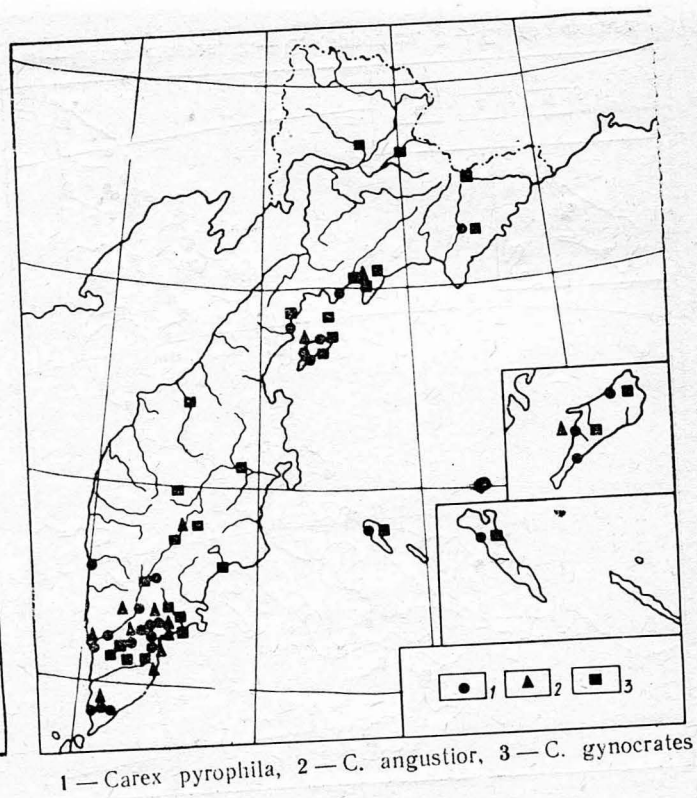 1 2 3
1 — Carex pyrophila, 2 — C. angustior, 3 — C. gynocrates